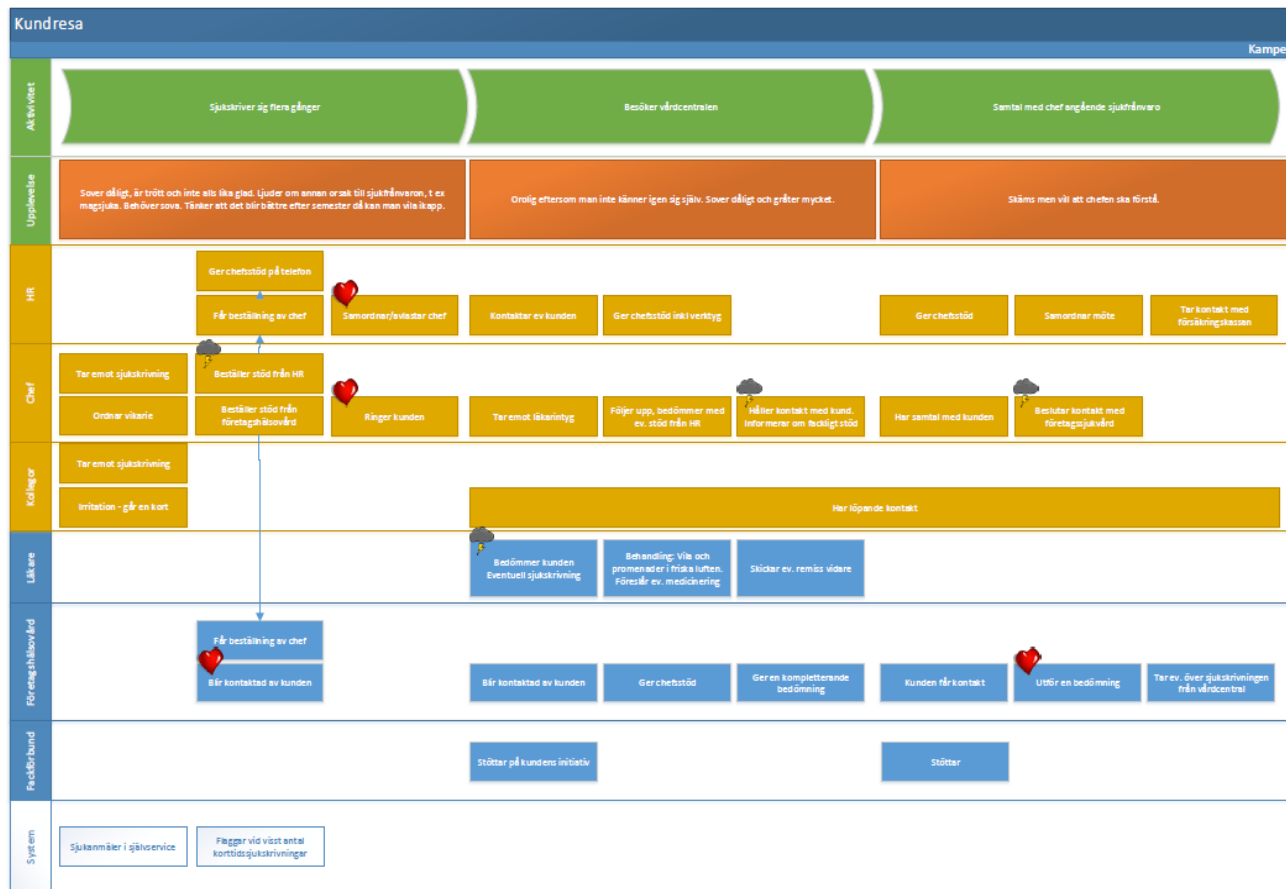 Kundresa
Kampe
Aktivitet
Sjukskriver sig flera gånger
Besöker vårdcentralen
Samtal med chef angående sjukfrånvaro
Upplevelse
Sover dåligt, är trött och inte alls lika glad. Ljuder om annan orsak till sjukfrånvaron, t ex
magsjuka. Behöver sova. Tänker att det blir bättre efter semester då kan man vila ikapp.
Orolig eftersom man inte känner igen sig själv. Sover dåligt och gråter mycket.
Skäms men vill att chefen ska förstå.
HR
Ger chefsstöd på telefon
Får beställning av chef
Samordnar/avlastar chef
Kontaktar ev kunden
Ger chefsstöd inkl verktyg
Ger chefsstöd
Samordnar möte
Tar kontakt med
försäkringskassan
Chef
Tar emot sjukskrivning
Beställer stöd från HR
Ordnar vikarie
Beställer stöd från
företagshälsovård
Ringer kunden
Tar emot läkarintyg
Följer upp, bedömmer med
ev. stöd från HR
Håller kontakt med kund.
Informerar om fackligt stöd
Har samtal med kunden
Beslutar kontakt med
företagssjukvård
Kollegor
Tar emot sjukskrivning
Irritation - går en kort
Har löpande kontakt
Läkare
Bedömmer kunden
Eventuell sjukskrivning
Behandling: Vila och
promenader i friska luften.
Föreslår ev. medicinering
Skickar ev. remiss vidare
Företagshälsovård
Får beställning av chef
Blir kontaktad av kunden
Blir kontaktad av kunden
Ger chefsstöd
Ger en kompletterande
bedömning
Kunden får kontakt
Utför en bedömning
Tar ev. över sjukskrivningen
från vårdcentral
Fackförbund
Stöttar på kundens initiativ
Stöttar
System
Sjukanmäler i självservice
Flaggar vid visst antal
korttidssjukskrivningar